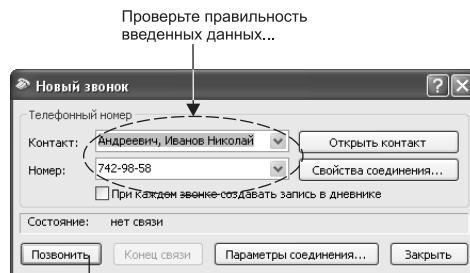 Проверьте правильность
введенных данных...
Новый звонок
Телефонный номер
Контакт: Андреевич, Иванов Николай Открыть контакт
Номер: 742-98-58 Свойства соединения...
При каждом звонке создавать запись в дневнике
Состояние: нет связи
Позвонить Конец связи Параметры соединения... Закрыть